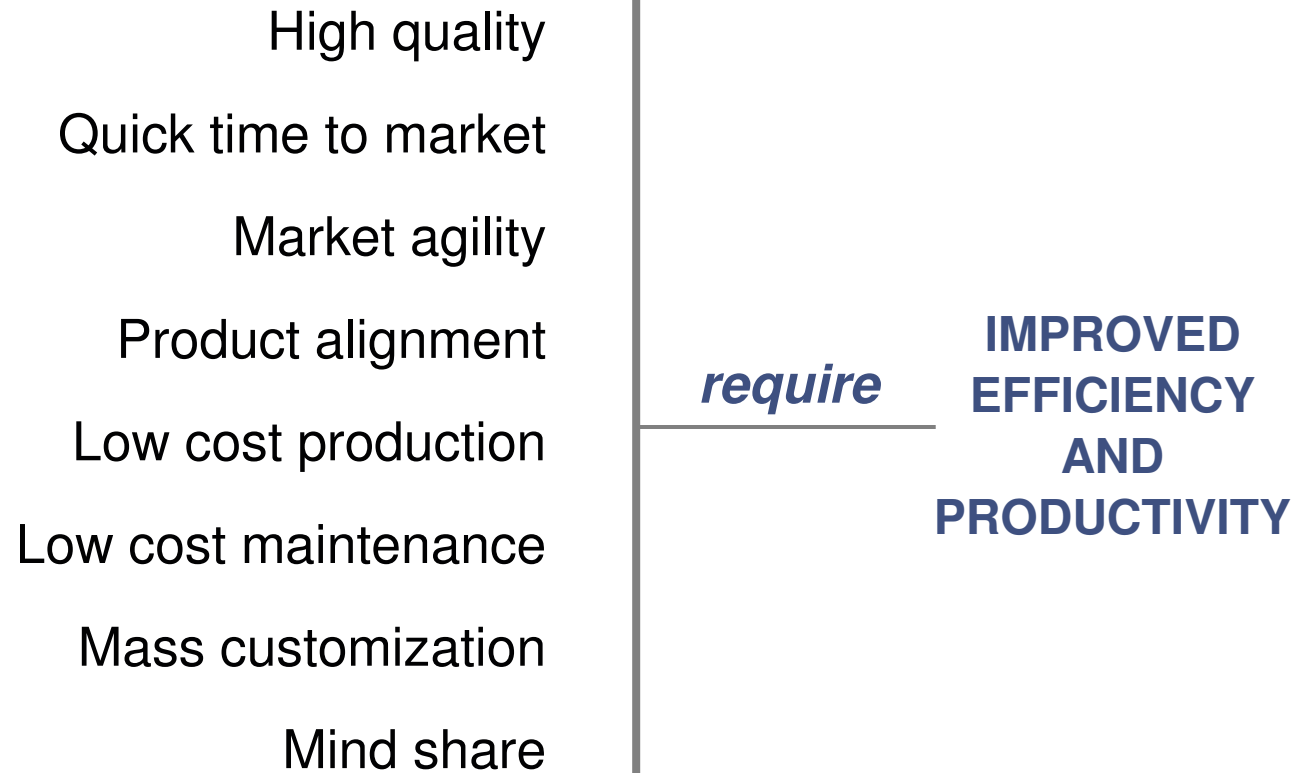 High quality
Quick time to market
Market agility
Product alignment
Low cost production
Low cost maintenance
Mass customization
Mind share
require
IMPROVED
EFFICIENCY
AND
PRODUCTIVITY